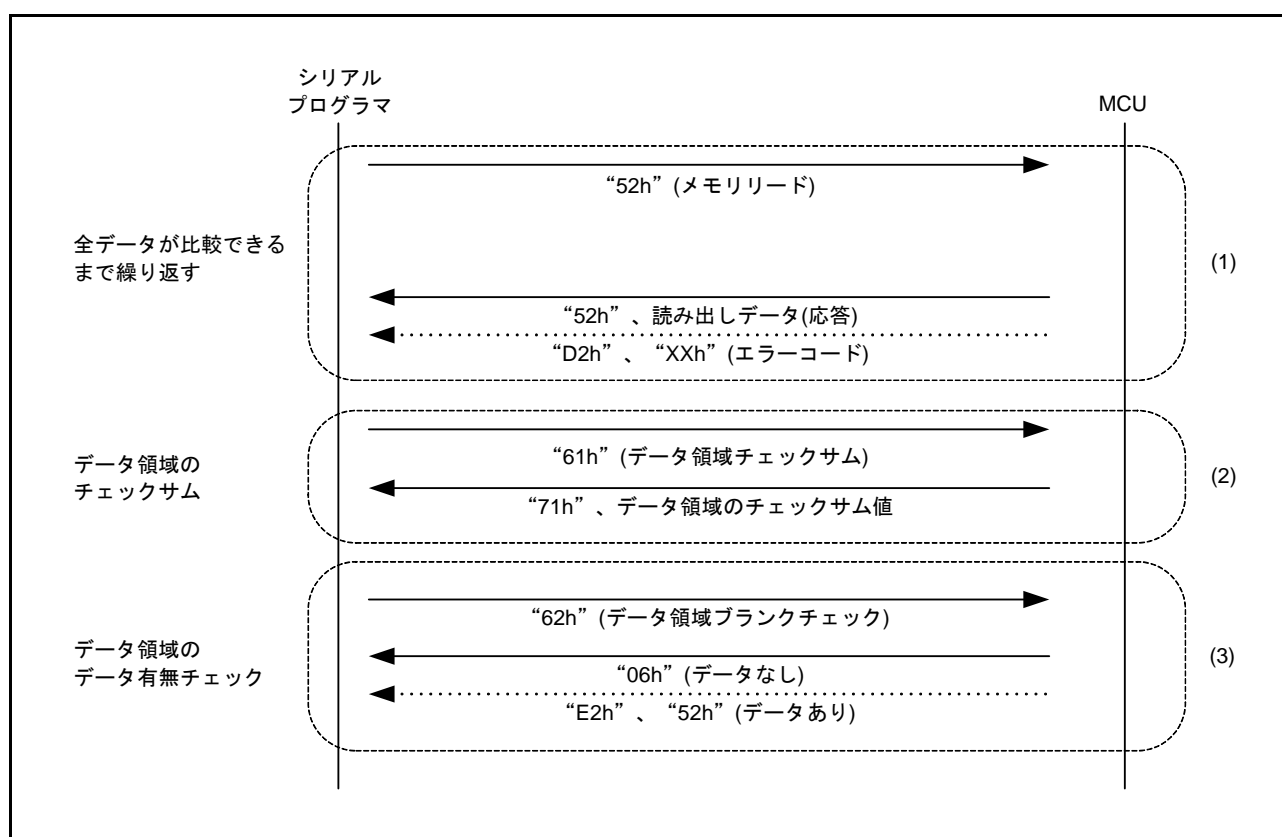 シリアル
プログラマ
MCU
“52h” (メモリリード)
全データが比較できる
まで繰り返す
(1)
“52h” 、読み出しデータ(応答)
“D2h” 、 “XXh” (エラーコード)
“61h” (データ領域チェックサム)
データ領域の
チェックサム
(2)
“71h” 、データ領域のチェックサム値
“62h” (データ領域ブランクチェック)
データ領域の
データ有無チェック
(3)
“06h” (データなし)
“E2h” 、 “52h” (データあり)